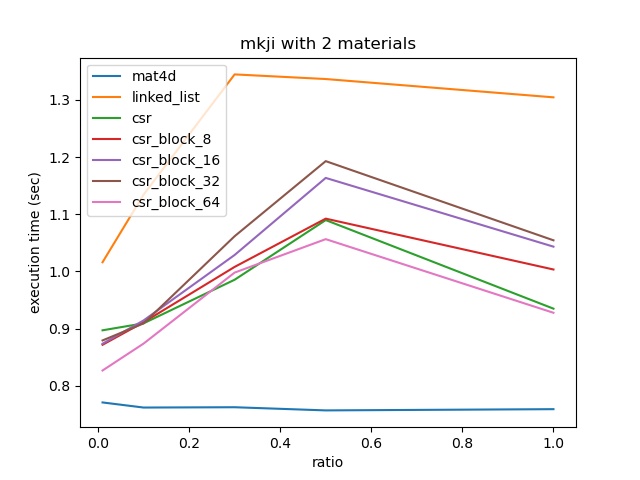 mkji with 2 materials
mat4d
linked_list
csr
csr_block_8
csr_block_16
csr_block_32
csr_block_64
execution time (sec)
1.3
1.2
1.1
1.0
0.9
0.8
0.0 0.2 0.4 0.6 0.8 1.0
ratio